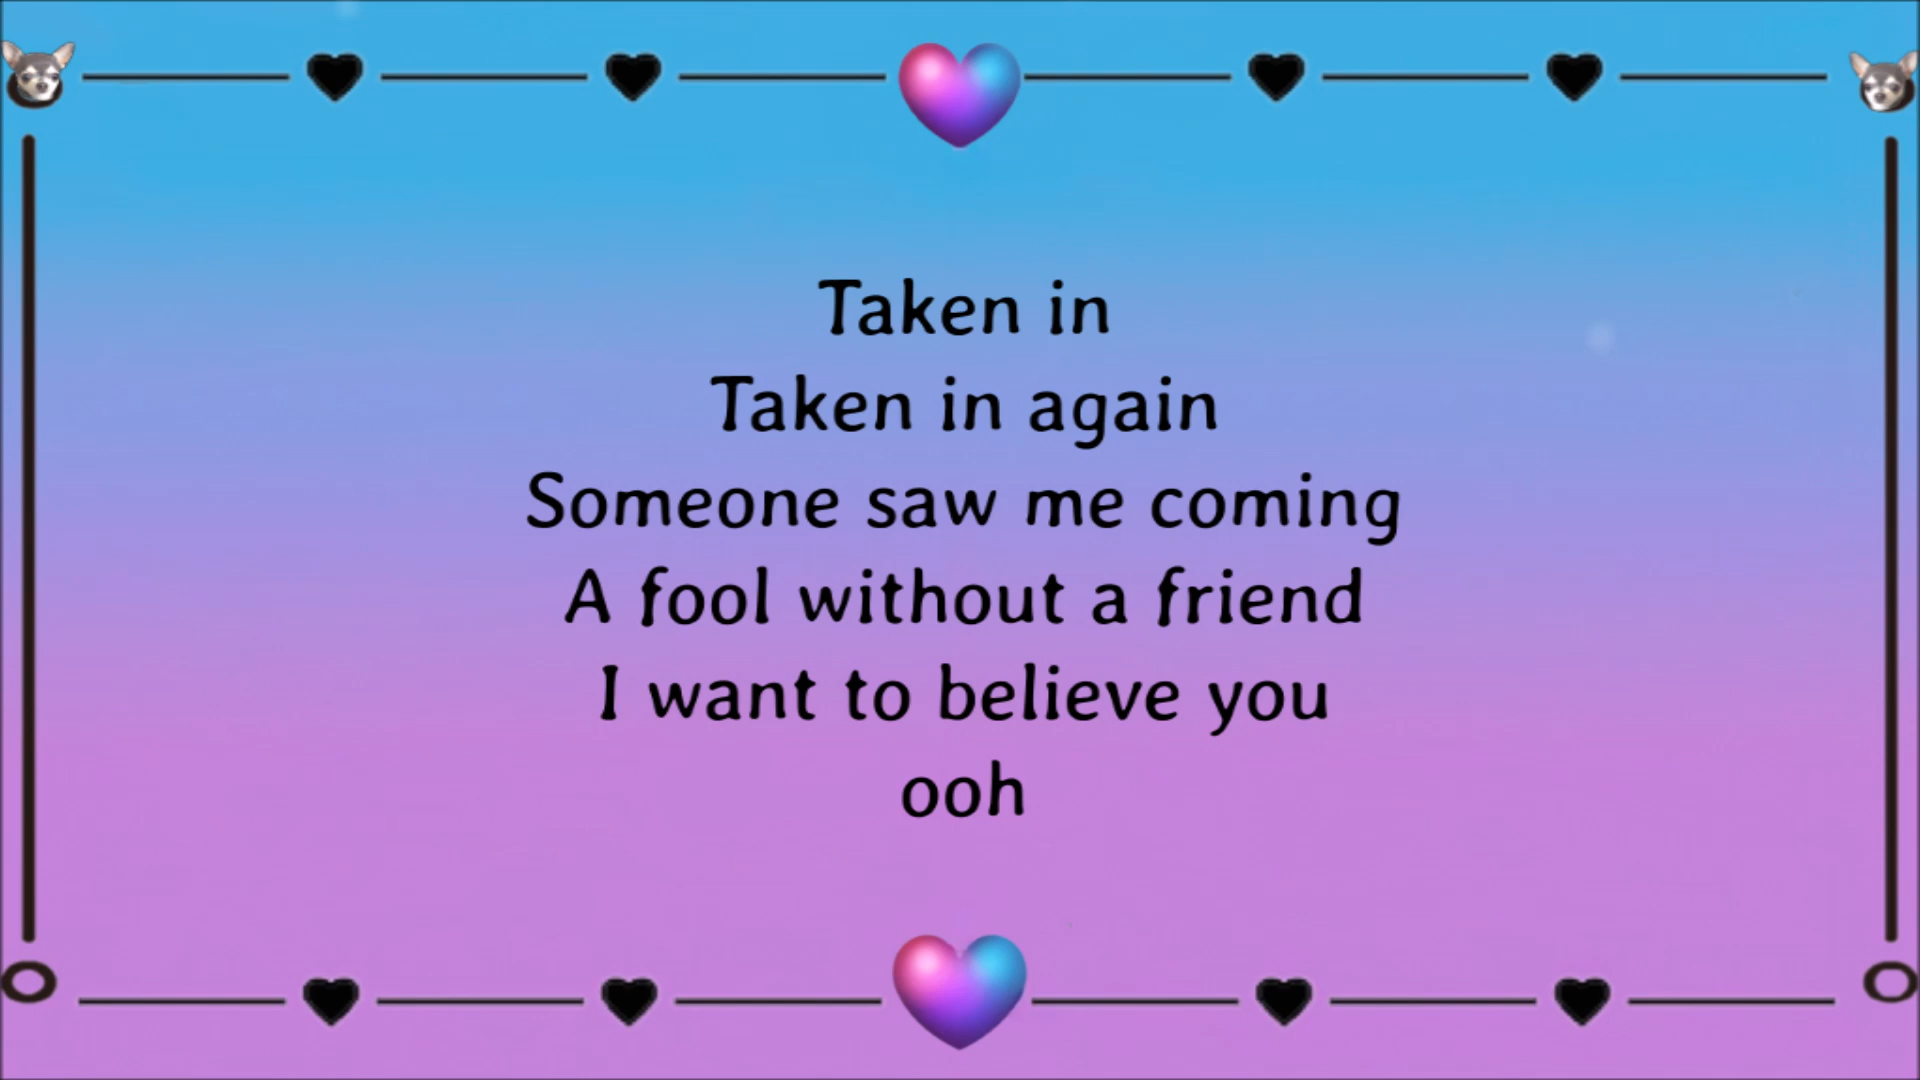 Taken in
Taken in again
Someone saw me coming
A fool without a friend
I want to believe you
ooh